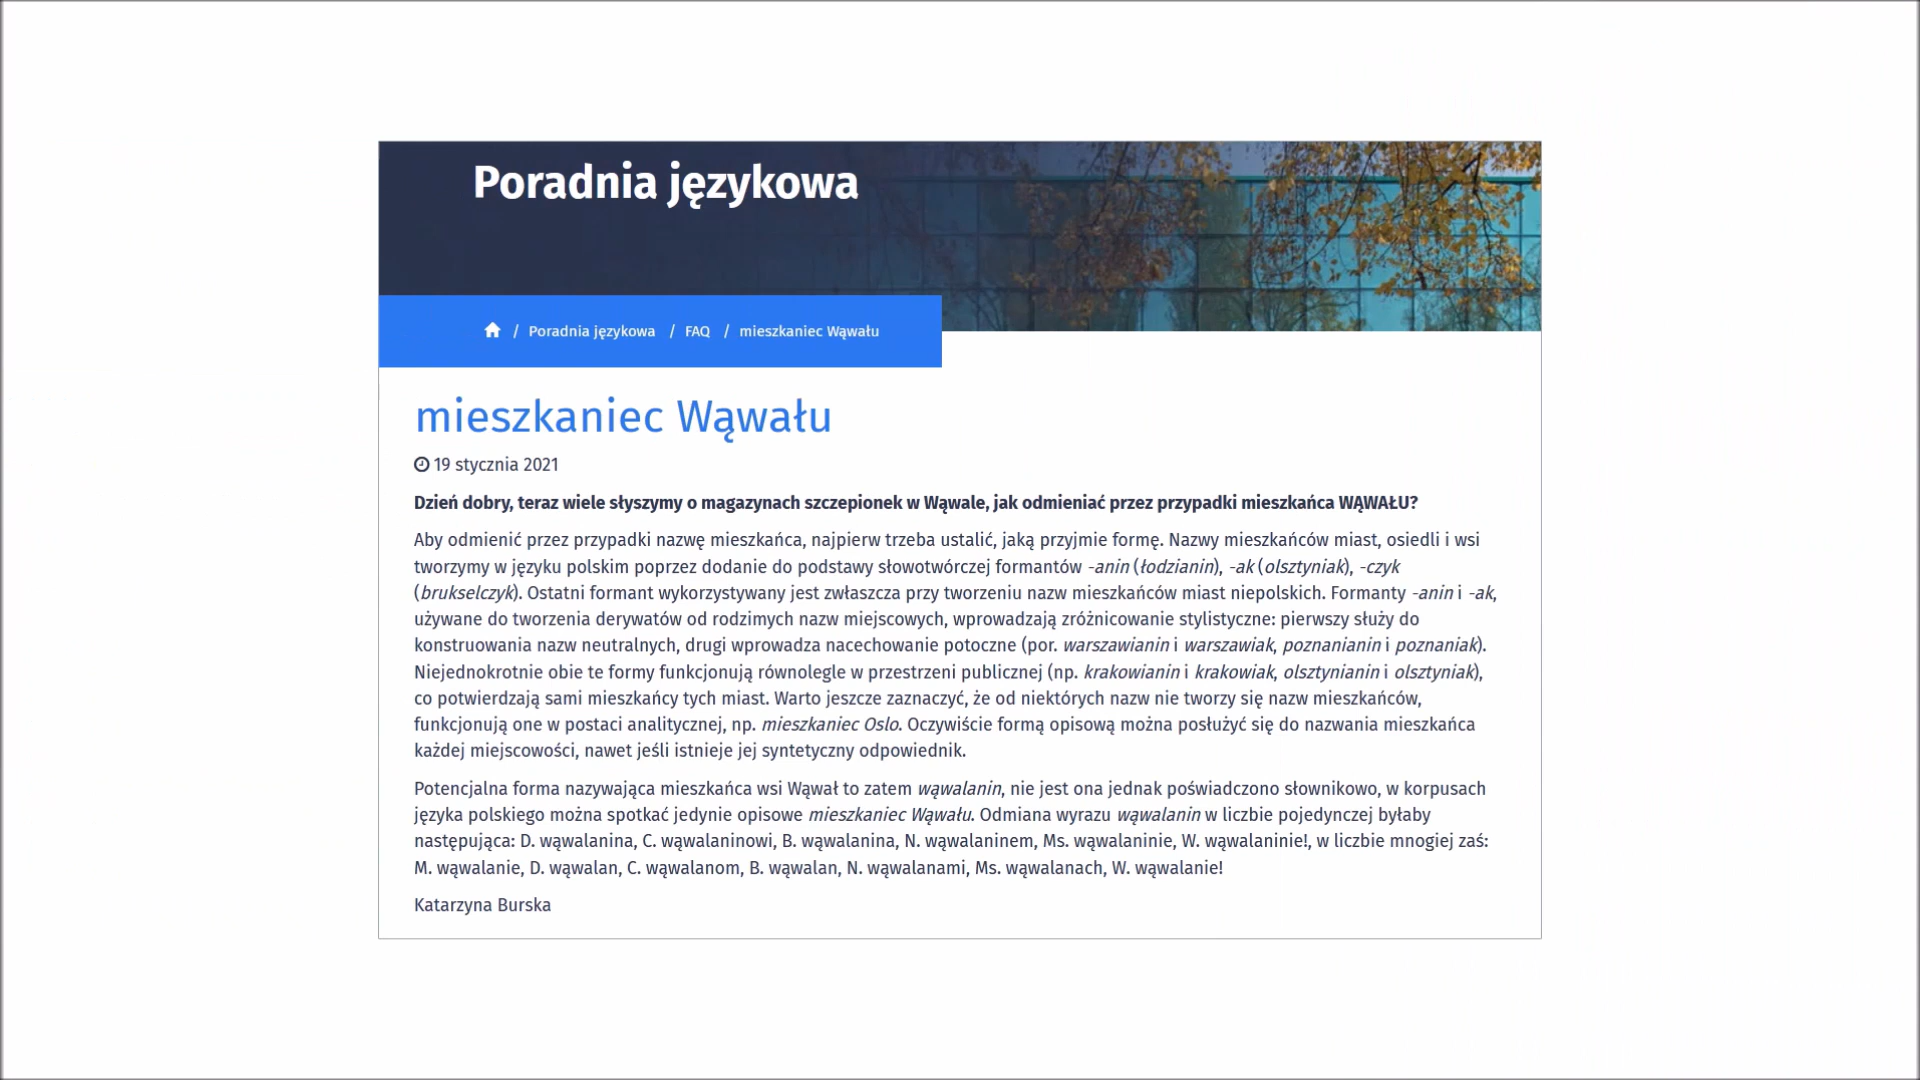 Poradnia językowa
/ Poradnia językowa / FAQ / mieszkaniec Wąwału
mieszkaniec Wąwału
19 stycznia 2021
Dzień dobry, teraz wiele słyszymy o magazynach szczepionek w Wąwale, jak odmieniać przez przypadki mieszkańca WĄWAŁU?
Aby odmienić przez przypadki nazwę mieszkańca, najpierw trzeba ustalić, jaką przyjmie formę. Nazwy mieszkańców miast, osiedli i wsi
tworzymy w języku polskim poprzez dodanie do podstawy słowotwórczej formantów -anin (łodzianin), -ak (olsztyniak), -czyk
(brukselczyk). Ostatni formant wykorzystywany jest zwłaszcza przy tworzeniu nazw mieszkańców miast niepolskich. Formanty -anin i -ak,
używane do tworzenia derywatów od rodzimych nazw miejscowych, wprowadzają zróżnicowanie stylistyczne: pierwszy służy do
konstruowania nazw neutralnych, drugi wprowadza nacechowanie potoczne (por. warszawianin i warszawiak, poznanianin i poznaniak).
Niejednokrotnie obie te formy funkcjonują równolegle w przestrzeni publicznej (np. krakowianin i krakowiak, olsztynianin i olsztyniak),
co potwierdzają sami mieszkańcy tych miast. Warto jeszcze zaznaczyć, że od niektórych nazw nie tworzy się nazw mieszkańców,
funkcjonują one w postaci analitycznej, np. mieszkaniec Oslo. Oczywiście formą opisową można posłużyć się do nazwania mieszkańca
każdej miejscowości, nawet jeśli istnieje jej syntetyczny odpowiednik.
Potencjalna forma nazywająca mieszkańca wsi Wąwał to zatem wąwalanin, nie jest ona jednak poświadczono słownikowo, w korpusach
języka polskiego można spotkać jedynie opisowe mieszkaniec Wąwału. Odmiana wyrazu wąwalanin w liczbie pojedynczej byłaby
następująca: D. wąwalanina, C. wąwalaninowi, B. wąwalanina, N. wąwalaninem, Ms. wąwalaninie, W. wąwalaninie!, w liczbie mnogiej zaś:
M. wąwalanie, D. wąwalan, C. wąwalanom, B. wąwalan, N. wąwalanami, Ms. wąwalanach, W. wąwalanie!
Katarzyna Burska